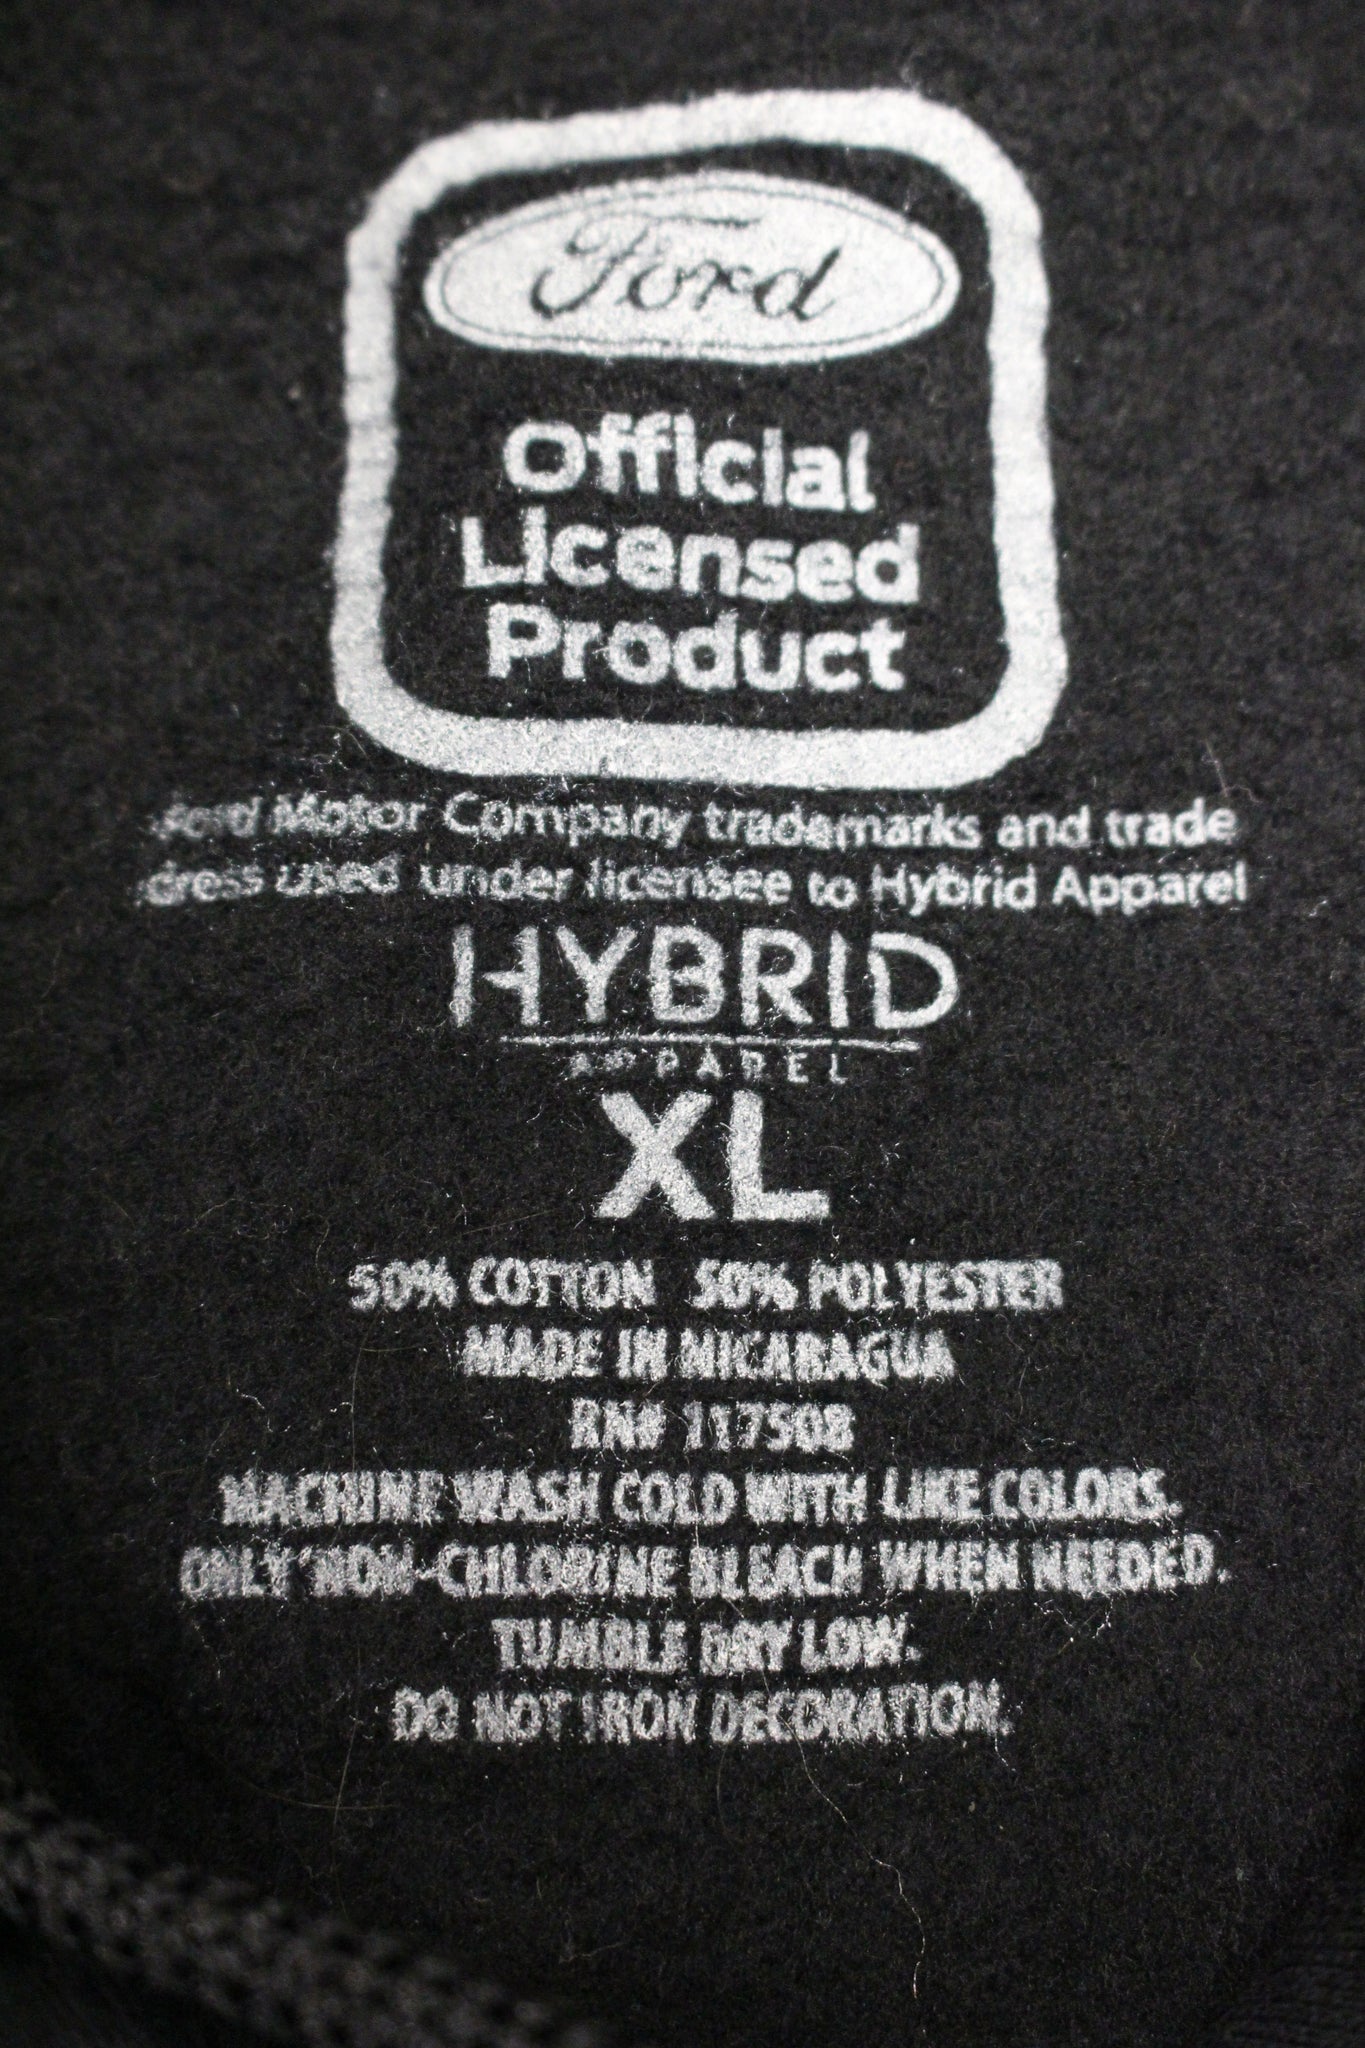 Ford
Official
Licensed
Product
Ford Motor Company trademarks and trade
dress used under licensee to Hybrid Apparel
HYBRID
APPAREL
XL
50% COTTON 50% POLYESTER
MADE IN NICARAGUA
RN# 117508
MACHINE WASH COLD WITH LIKE COLORS.
ONLY NON-CHLORINE BLEACH WHEN NEEDED.
TUMBLE DRY LOW.
DO NOT IRON DECORATION.